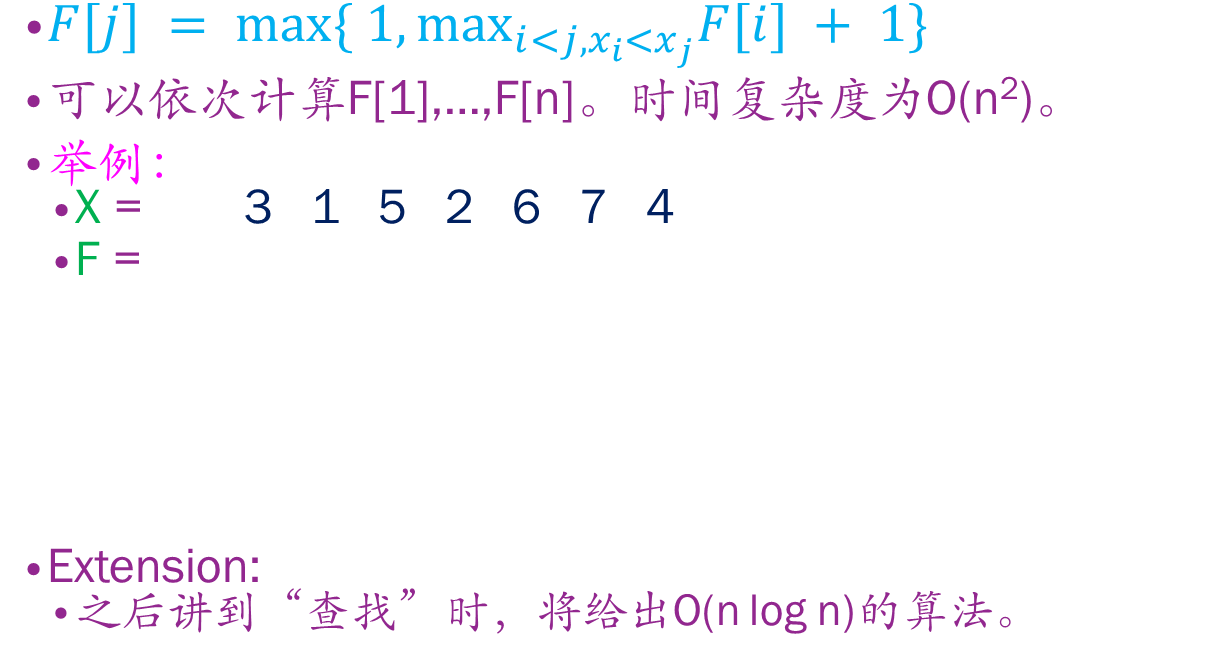 •F[j] = max{ 1, max_{i<j,x_i<x_j} F[i] + 1}
•可以依次计算F[1],...,F[n]。时间复杂度为O(n²)。
•举例：
•X = 3 1 5 2 6 7 4
•F =
•Extension:
•之后讲到“查找”时，将给出O(n log n)的算法。